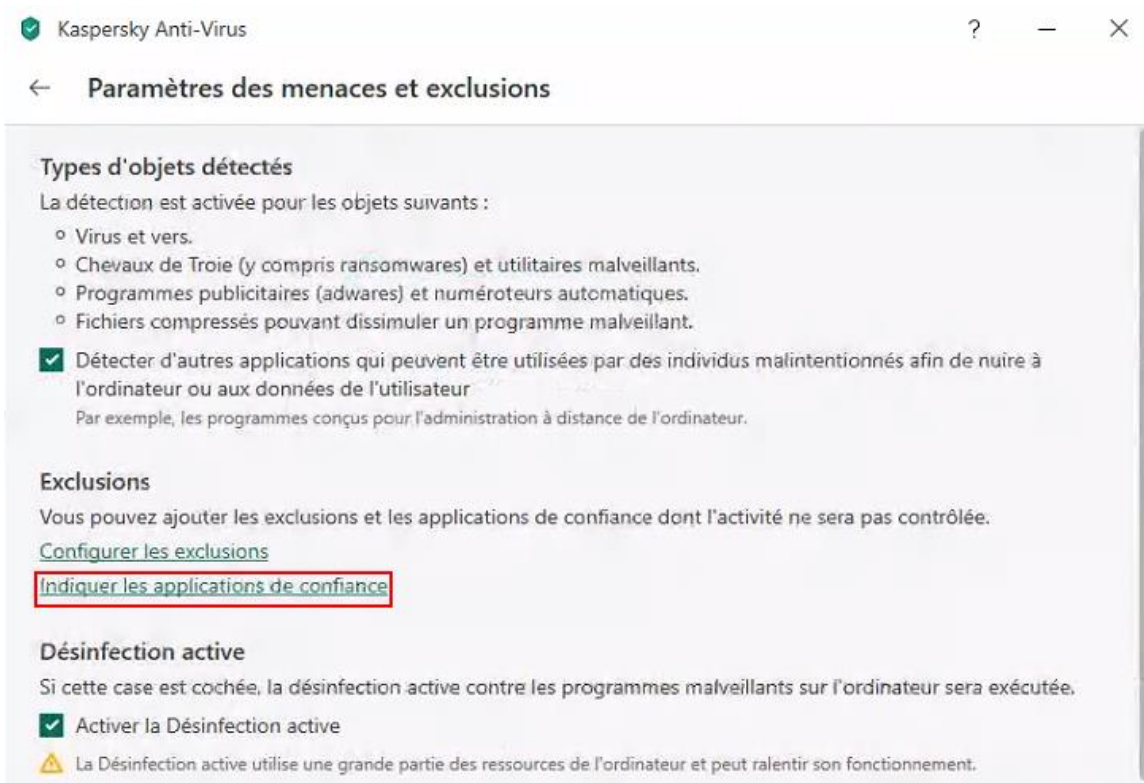 Kaspersky Anti-Virus
?
Paramètres des menaces et exclusions
Types d'objets détectés
La détection est activée pour les objets suivants :
Virus et vers.
Chevaux de Troie (y compris ransomwares) et utilitaires malveillants.
Programmes publicitaires (adwares) et numéroteurs automatiques.
Fichiers compressés pouvant dissimuler un programme malveillant.
Détecter d'autres applications qui peuvent être utilisées par des individus malintentionnés afin de nuire à
l'ordinateur ou aux données de l'utilisateur
Par exemple, les programmes conçus pour l'administration à distance de l'ordinateur.
Exclusions
Vous pouvez ajouter les exclusions et les applications de confiance dont l'activité ne sera pas contrôlée.
Configurer les exclusions
Indiquer les applications de confiance
Désinfection active
Si cette case est cochée, la désinfection active contre les programmes malveillants sur l'ordinateur sera exécutée.
Activer la Désinfection active
La Désinfection active utilise une grande partie des ressources de l'ordinateur et peut ralentir son fonctionnement.